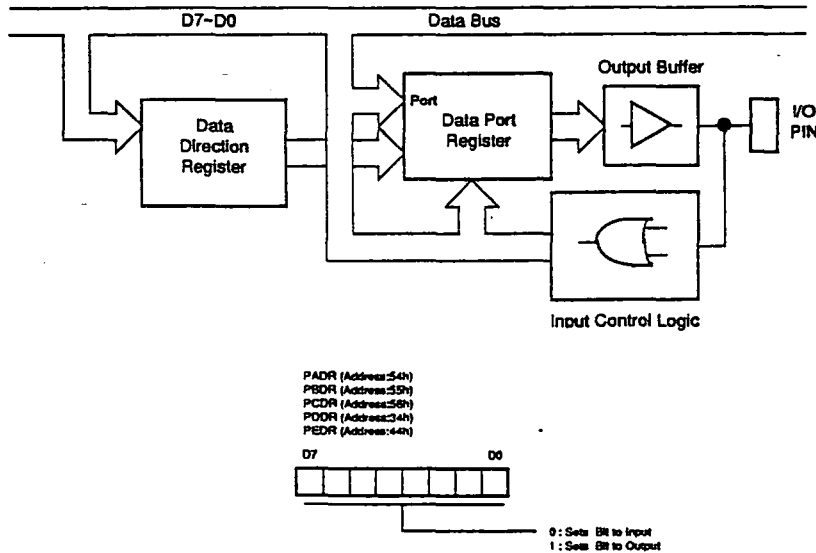 D7~D0
Data Bus
Output Buffer
I/O
PIN
Port
Data
Direction
Register
Data Port
Register
Input Control Logic
PADR (Address:54h)
PBDR (Address:55h)
PCDR (Address:56h)
PDDR (Address:34h)
PEDR (Address:44h)
D7
D0
0 : Sets Bit to Input
1 : Sets Bit to Output